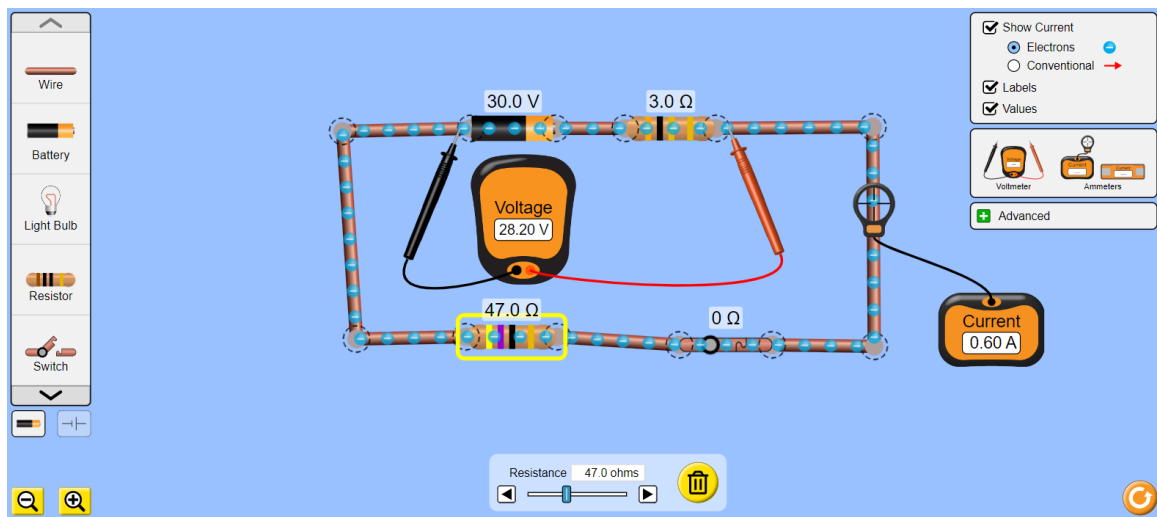 Wire
Battery
Light Bulb
Resistor
Switch
30.0 V
3.0 Ω
Voltage
28.20 V
47.0 Ω
0 Ω
Current
0.60 A
Show Current
Electrons
Conventional
Labels
Values
Voltmeter
Ammeters
Advanced
Resistance 47.0 ohms